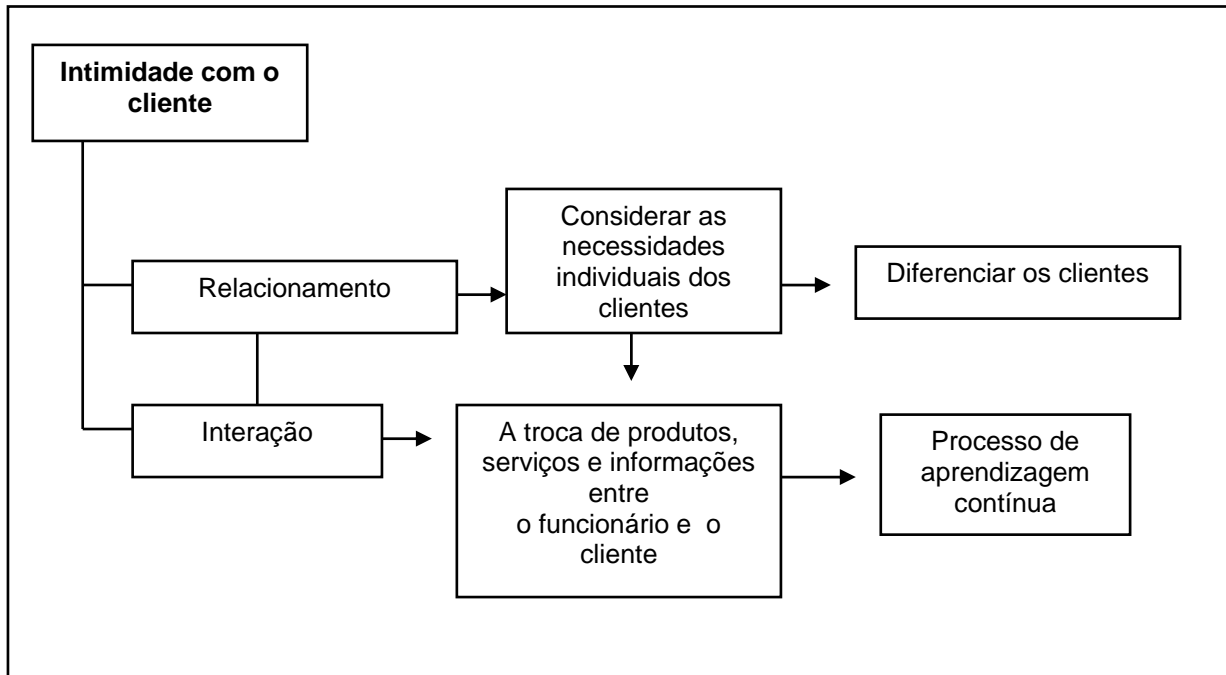 Intimidade com o
cliente
Considerar as
necessidades
individuais dos
clientes
Relacionamento
Diferenciar os clientes
Interação
A troca de produtos,
serviços e informações
entre
o funcionário e o
cliente
Processo de
aprendizagem
contínua